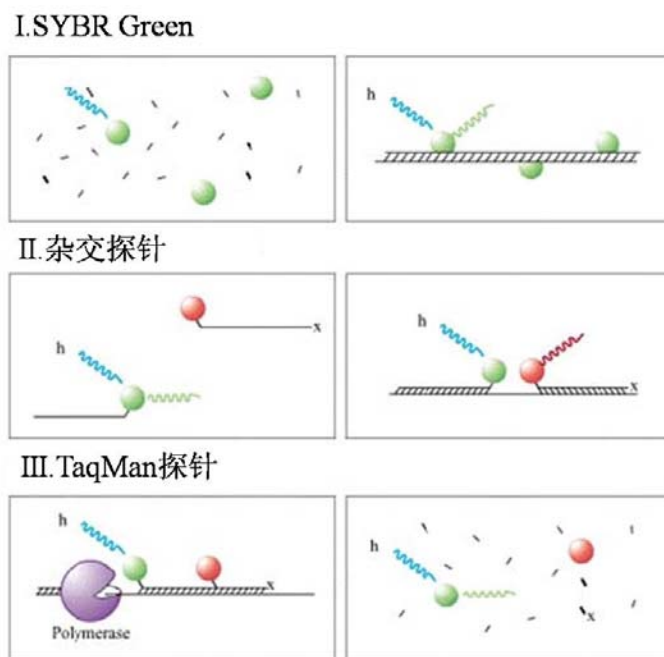 I.SYBR Green
h
II.杂交探针
h
x
h
x
III.TaqMan探针
h
x
Polymerase
h
x